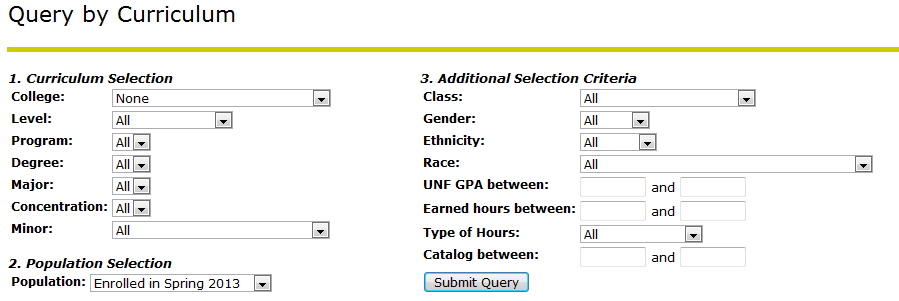 Query by Curriculum
1. Curriculum Selection
College: None
Level: All
Program: All
Degree: All
Major: All
Concentration: All
Minor: All
2. Population Selection
Population: Enrolled in Spring 2013
3. Additional Selection Criteria
Class: All
Gender: All
Ethnicity: All
Race: All
UNF GPA between: and
Earned hours between: and
Type of Hours: All
Catalog between: and
Submit Query